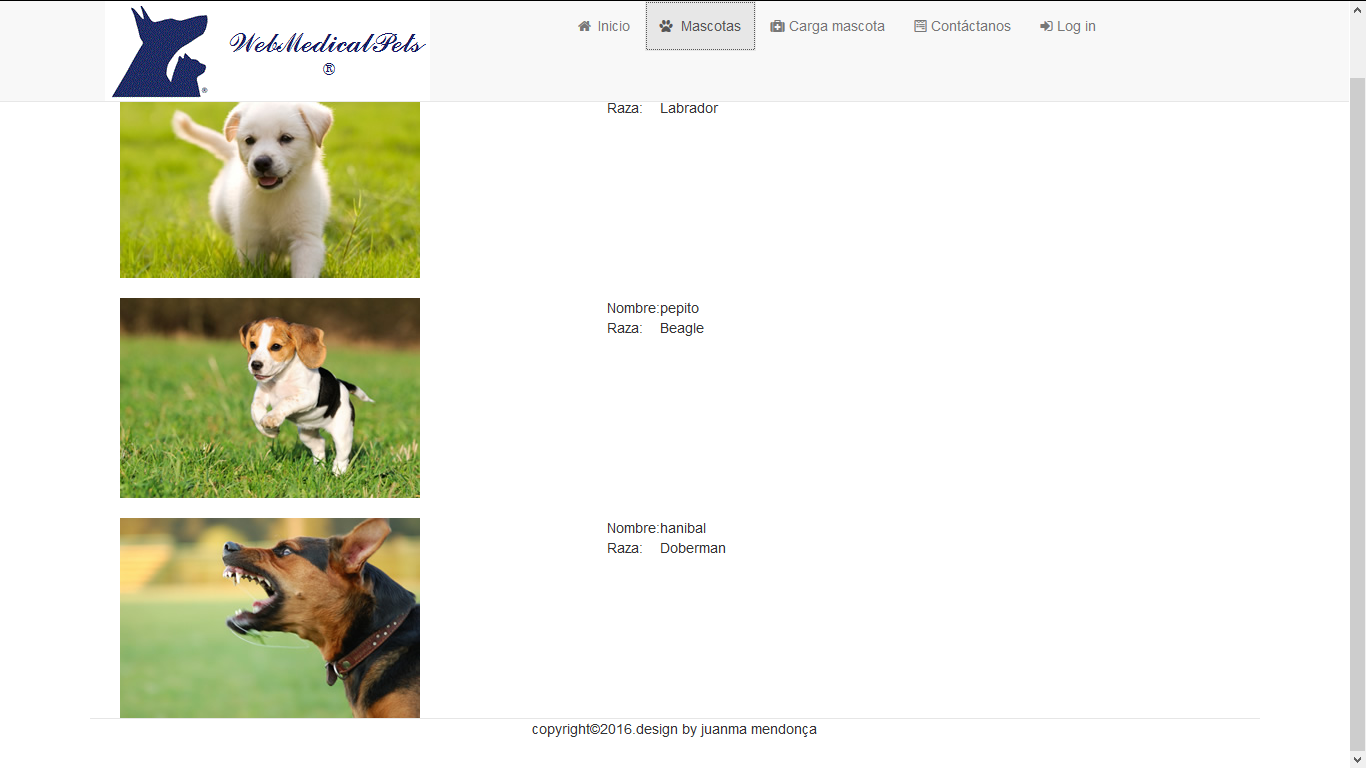 WebMedicalPets
®
Inicio
Mascotas
Carga mascota
Contáctanos
Log in
Raza: Labrador
Nombre:pepito
Raza: Beagle
Nombre:hanibal
Raza: Doberman
copyright©2016.design by juanma mendonça